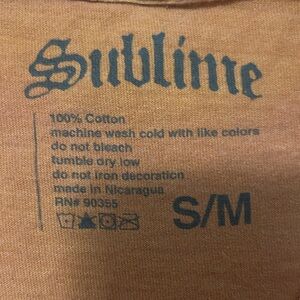 Sublime
100% Cotton
machine wash cold with like colors
do not bleach
tumble dry low
do not iron decoration
made in Nicaragua
RN# 90355
S/M